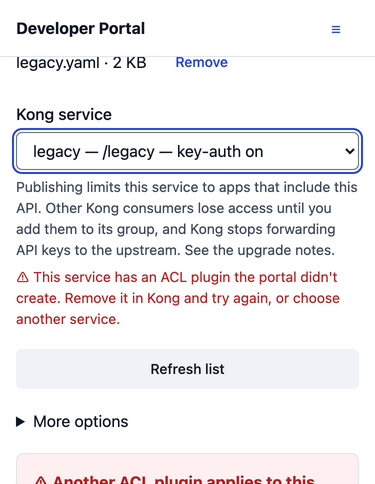 Developer Portal
legacy.yaml · 2 KB Remove
Kong service
legacy — /legacy — key-auth on
Publishing limits this service to apps that include this
API. Other Kong consumers lose access until you
add them to its group, and Kong stops forwarding
API keys to the upstream. See the upgrade notes.
⚠ This service has an ACL plugin the portal didn't
create. Remove it in Kong and try again, or choose
another service.
Refresh list
More options
⚠ Another ACL plugin applies to this